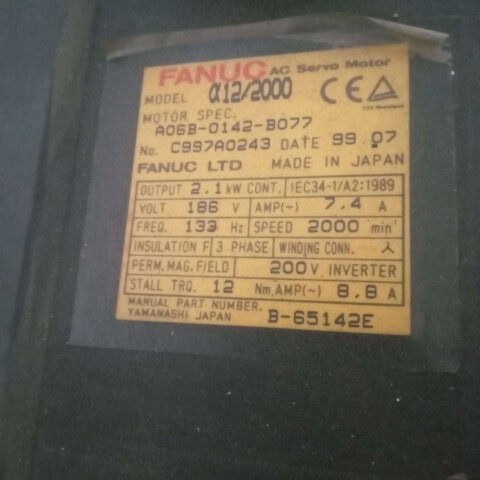 FANUC AC Servo Motor
MODEL α12/2000 CE
MOTOR SPEC.
A06B-0142-B077
No. C997A0243 DATE 99.07
FANUC LTD MADE IN JAPAN
OUTPUT 2.1 kW CONT. IEC34-1/A2:1989
VOLT 186 V AMP(~) 7.4 A
FREQ. 133 Hz SPEED 2000 min⁻¹
INSULATION F 3 PHASE WINDING CONN. 人
PERM. MAG. FIELD 200 V. INVERTER
STALL TRQ. 12 Nm, AMP(~) 8.8 A
MANUAL PART NUMBER.
YAMANASHI JAPAN B-65142E